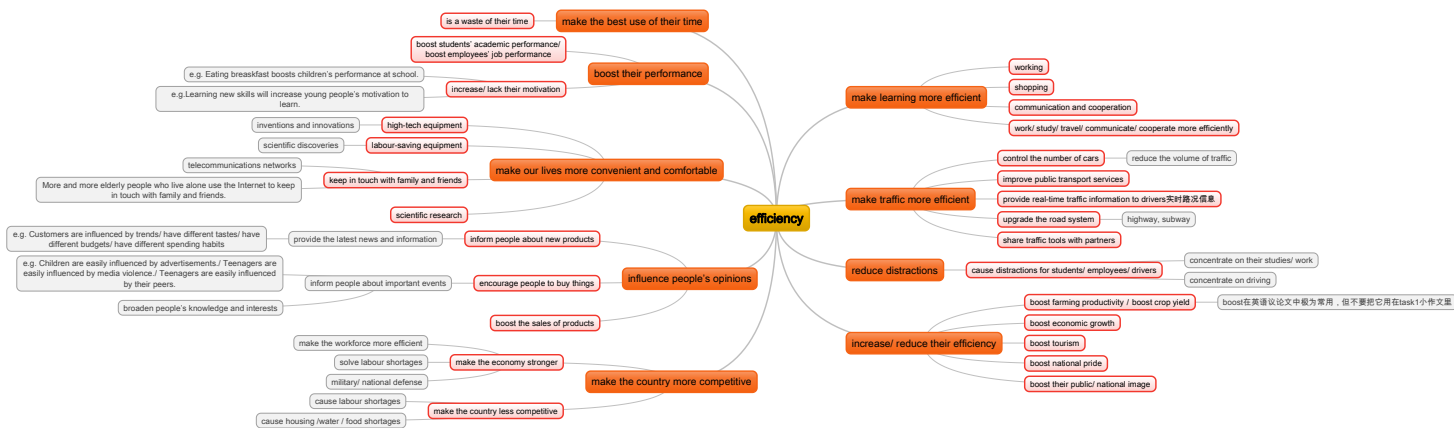 efficiency
make the best use of their time
is a waste of their time
boost their performance
boost students' academic performance/
boost employees' job performance
increase/ lack their motivation
e.g. Eating breaskfast boosts children's performance at school.
e.g.Learning new skills will increase young people's motivation to
learn.
make our lives more convenient and comfortable
high-tech equipment
inventions and innovations
labour-saving equipment
scientific discoveries
keep in touch with family and friends
telecommunications networks
More and more elderly people who live alone use the Internet to keep
in touch with family and friends.
scientific research
influence people's opinions
inform people about new products
provide the latest news and information
e.g. Customers are influenced by trends/ have different tastes/ have
different budgets/ have different spending habits
encourage people to buy things
inform people about important events
e.g. Children are easily influenced by advertisements./ Teenagers are
easily influenced by media violence./ Teenagers are easily influenced
by their peers.
broaden people's knowledge and interests
boost the sales of products
make the country more competitive
make the economy stronger
make the workforce more efficient
solve labour shortages
military/ national defense
make the country less competitive
cause labour shortages
cause housing /water / food shortages
make learning more efficient
working
shopping
communication and cooperation
work/ study/ travel/ communicate/ cooperate more efficiently
make traffic more efficient
control the number of cars
reduce the volume of traffic
improve public transport services
provide real-time traffic information to drivers实时路况信息
upgrade the road system
highway, subway
share traffic tools with partners
reduce distractions
cause distractions for students/ employees/ drivers
concentrate on their studies/ work
concentrate on driving
increase/ reduce their efficiency
boost farming productivity / boost crop yield
boost在英语议论文中极为常用，但不要把它用在task1小作文里
boost economic growth
boost tourism
boost national pride
boost their public/ national image